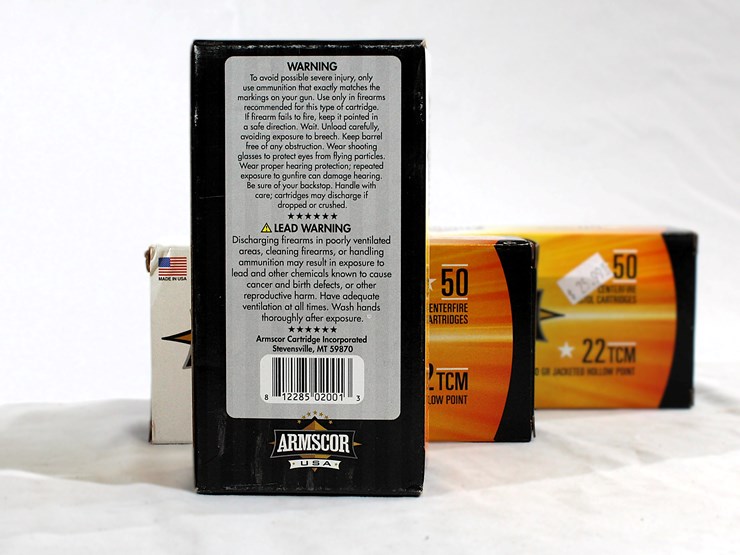 WARNING
To avoid possible severe injury, only
use ammunition that exactly matches the
markings on your gun. Use only in firearms
recommended for this type of cartridge.
If firearm fails to fire, keep it pointed in
a safe direction. Wait. Unload carefully,
avoiding exposure to breech. Keep barrel
free of any obstruction. Wear shooting
glasses to protect eyes from flying particles.
Wear proper hearing protection; repeated
exposure to gunfire can damage hearing.
Be sure of your backstop. Handle with
care; cartridges may discharge if
dropped or crushed.
★★★★★★
LEAD WARNING
Discharging firearms in poorly ventilated
areas, cleaning firearms, or handling
ammunition may result in exposure to
lead and other chemicals known to cause
cancer and birth defects, or other
reproductive harm. Have adequate
ventilation at all times. Wash hands
thoroughly after exposure.
★★★★★★
Armscor Cartridge Incorporated
Stevensville, MT 59870
8 12285 02001 3
ARMSCOR
USA
MADE IN USA
50
ENTERFIRE
ARTRIDGES
TCM
LOW POINT
50
CENTERFIRE
CARTRIDGES
22TCM
GR JACKETED HOLLOW POINT